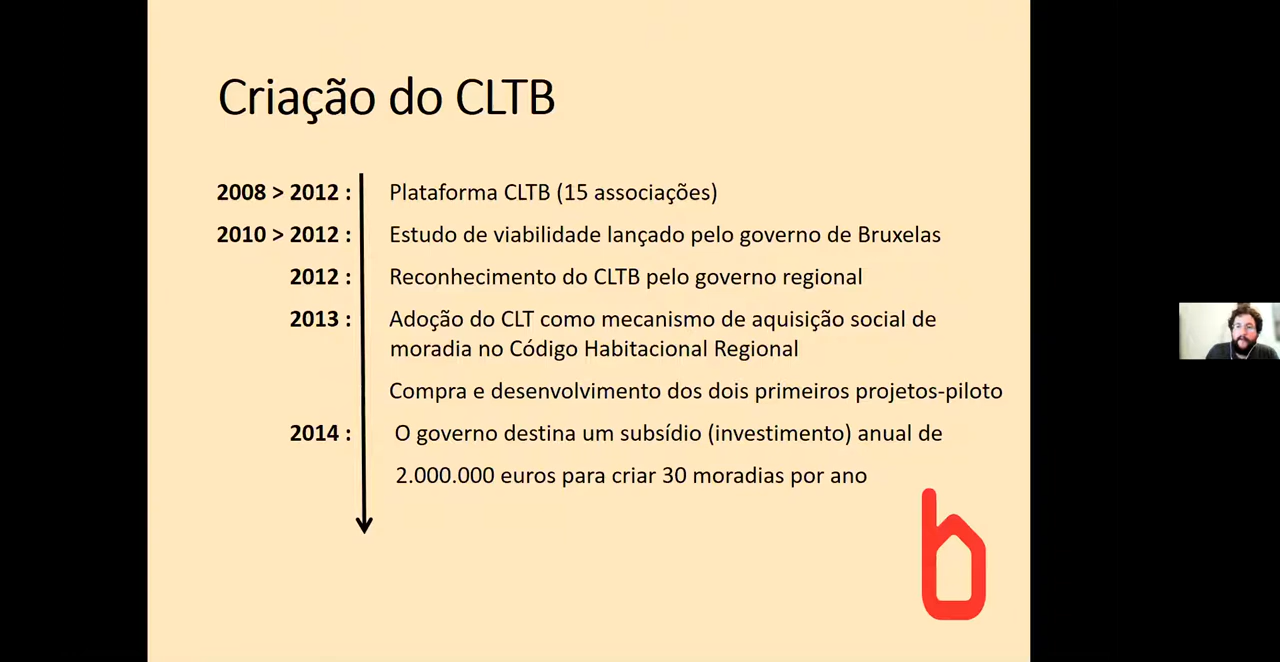 Criação do CLTB
2008 > 2012 : Plataforma CLTB (15 associações)
2010 > 2012 : Estudo de viabilidade lançado pelo governo de Bruxelas
2012 : Reconhecimento do CLTB pelo governo regional
2013 : Adoção do CLT como mecanismo de aquisição social de
moradia no Código Habitacional Regional
Compra e desenvolvimento dos dois primeiros projetos-piloto
2014 : O governo destina um subsídio (investimento) anual de
2.000.000 euros para criar 30 moradias por ano